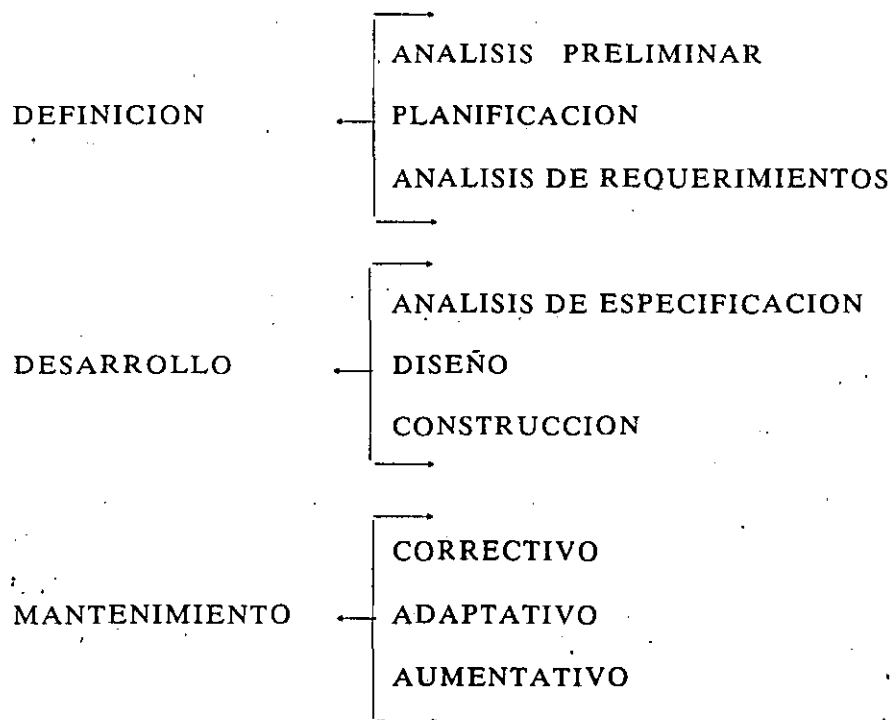 ANALISIS PRELIMINAR
DEFINICION PLANIFICACION
ANALISIS DE REQUERIMIENTOS
ANALISIS DE ESPECIFICACION
DESARROLLO DISEÑO
CONSTRUCCION
CORRECTIVO
MANTENIMIENTO ADAPTATIVO
AUMENTATIVO